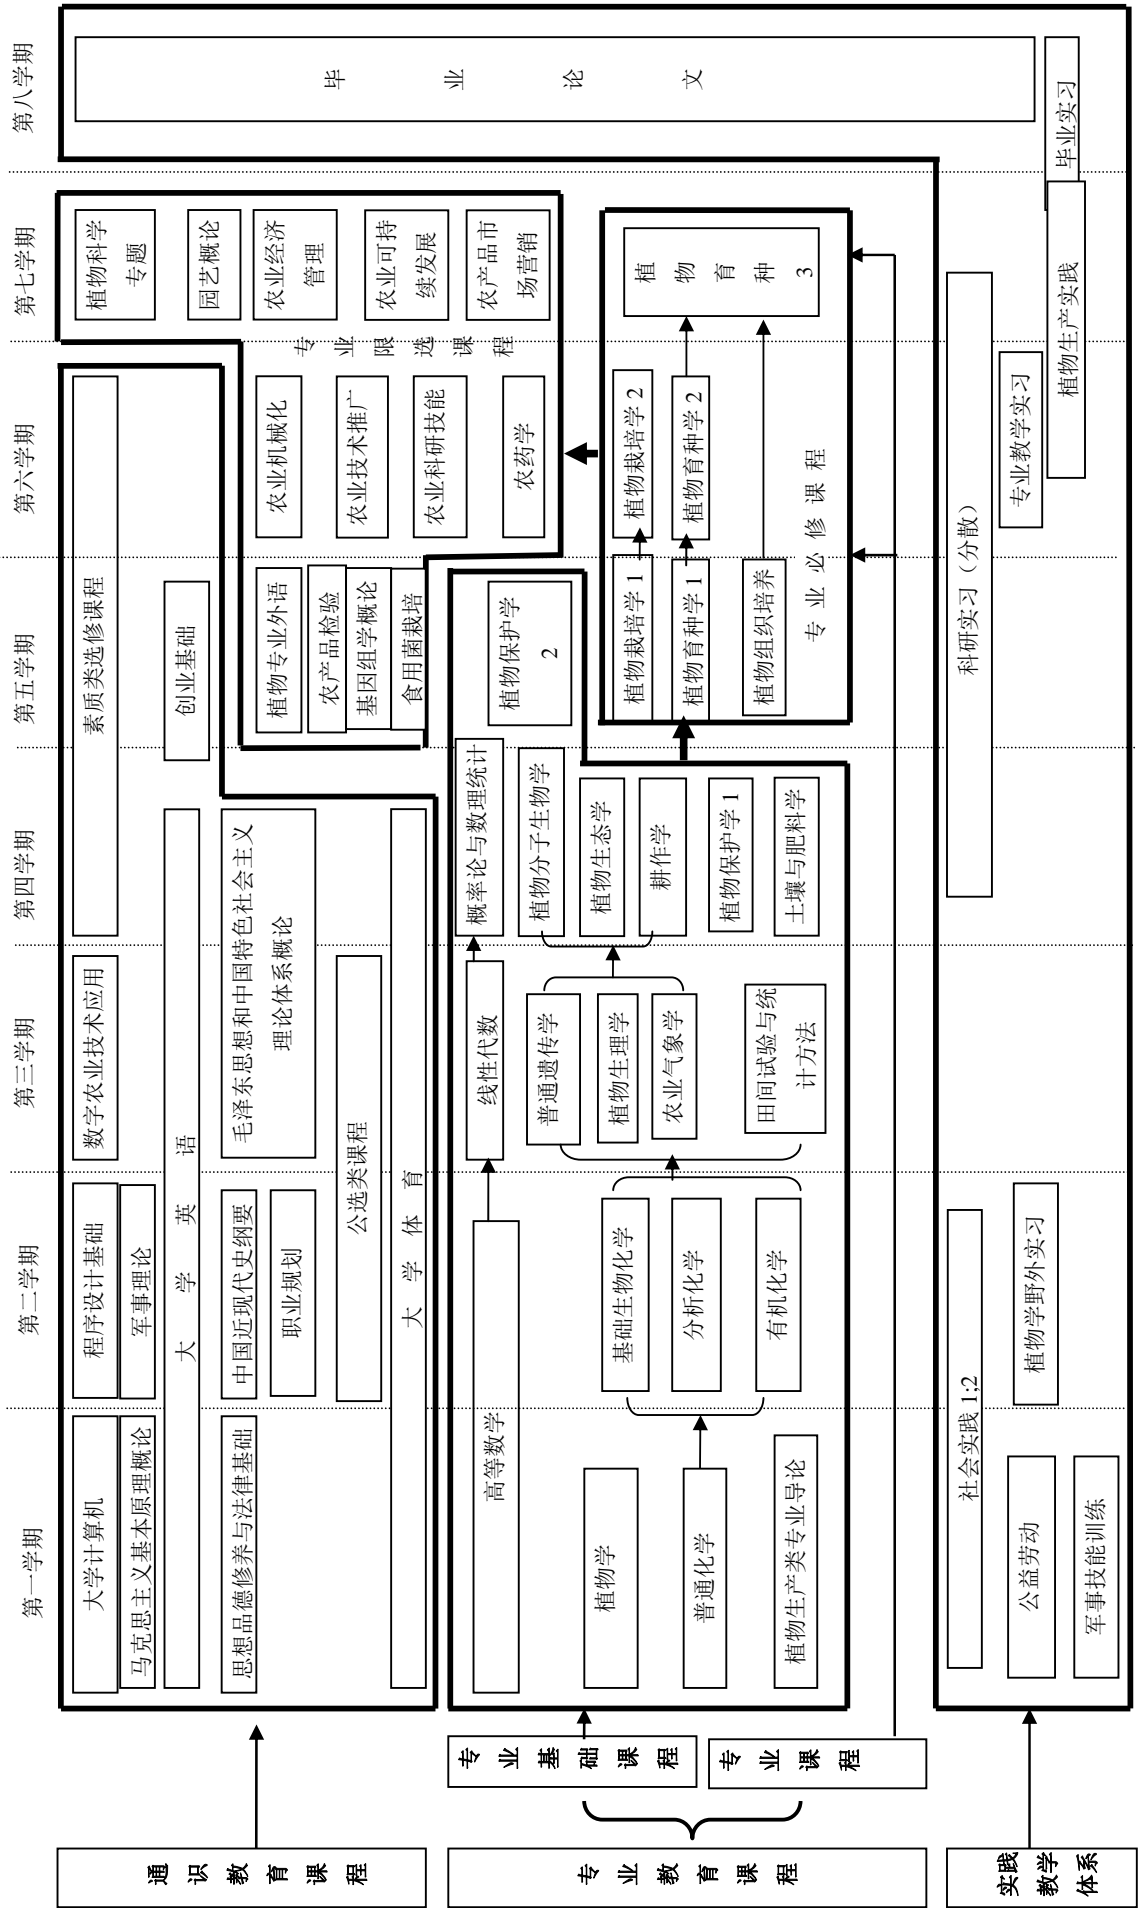 第一学期
第二学期
第三学期
第四学期
第五学期
第六学期
第七学期
第八学期
通识教育课程
大学计算机
程序设计基础
数字农业技术应用
素质类选修课程
马克思主义基本原理概论
军事理论
大学英语
创业基础
思想品德修养与法律基础
中国近现代史纲要
毛泽东思想和中国特色社会主义
理论体系概论
职业规划
公选类课程
大学体育
植物科学
专题
园艺概论
农业经济
管理
农业可持
续发展
农产品市
场营销
专业限选课程
农业机械化
农业技术推广
农业科研技能
农药学
植物专业外语
农产品检验
基因组学概论
食用菌栽培
专业教育课程
专业基础课程
专业课程
高等数学
线性代数
概率论与数理统计
植物保护学
2
植物学
普通化学
植物生产类专业导论
基础生物化学
分析化学
有机化学
普通遗传学
植物生理学
农业气象学
田间试验与统
计方法
植物分子生物学
植物生态学
耕作学
植物保护学 1
土壤与肥料学
植物栽培学 1
植物栽培学 2
植物育种学 1
植物育种学 2
植物组织培养
植物育种 3
专业必修课程
实践
教学
体系
社会实践 1;2
公益劳动
军事技能训练
植物学野外实习
科研实习（分散）
专业教学实习
植物生产实践
毕业实习
毕业论文